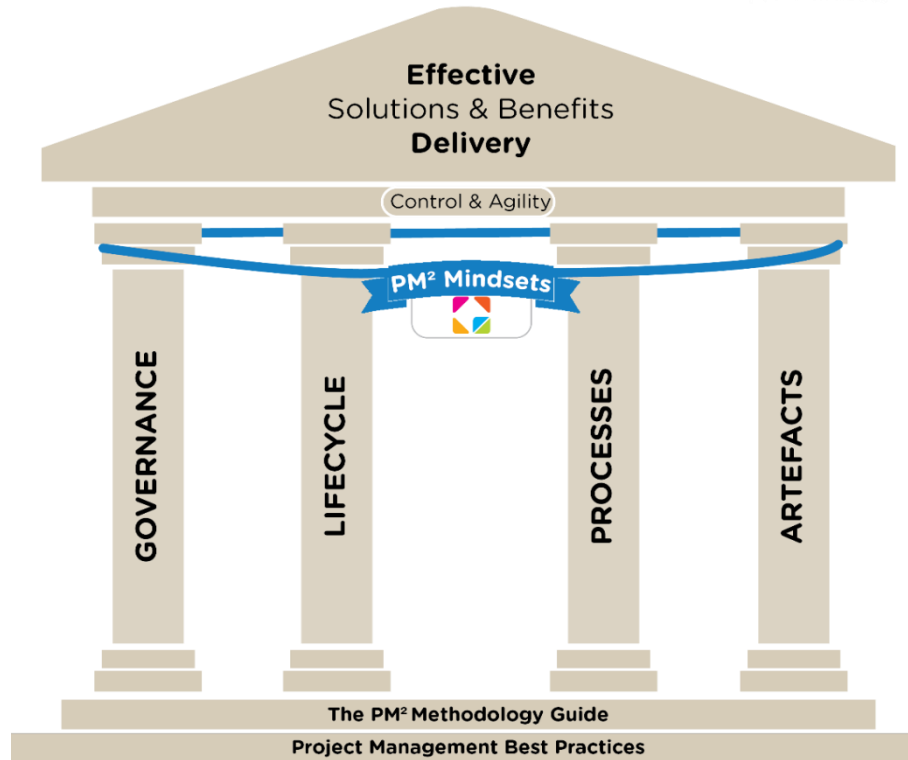 Effective
Solutions & Benefits
Delivery
Control & Agility
PM² Mindsets
GOVERNANCE
LIFECYCLE
PROCESSES
ARTEFACTS
The PM² Methodology Guide
Project Management Best Practices